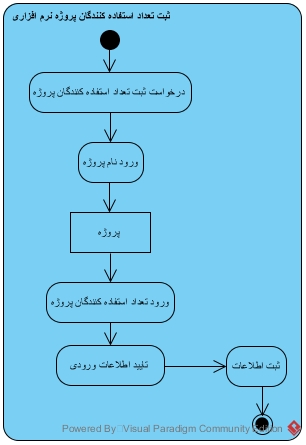 ثبت تعداد استفاده کنندگان پروژه نرم افزاری
درخواست ثبت تعداد استفاده کنندگان پروژه
ورود نام پروژه
پروژه
ورود تعداد استفاده کنندگان پروژه
تایید اطلاعات ورودی
ثبت اطلاعات
Powered By Visual Paradigm Community Edition